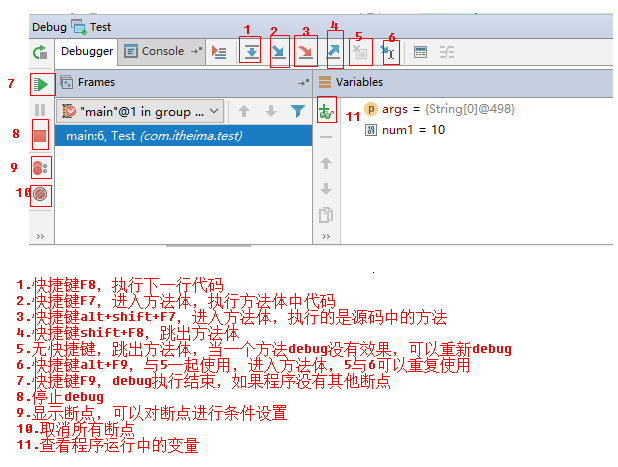 Debug Test
1 2 3 4 5 6
Debugger Console
7 Frames Variables
"main"@1 in group ... 11 p args = {String[0]@498}
8 main:6, Test (com.itheima.test) num1 = 10
9
10
>> >>
1.快捷键F8，执行下一行代码
2.快捷键F7，进入方法体，执行方法体中代码
3.快捷键alt+shift+F7，进入方法体，执行的是源码中的方法
4.快捷键shift+F8，跳出方法体
5.无快捷键，跳出方法体，当一个方法debug没有效果，可以重新debug
6.快捷键alt+F9，与5一起使用，进入方法体，5与6可以重复使用
7.快捷键F9，debug执行结束，如果程序没有其他断点
8.停止debug
9.显示断点，可以对断点进行条件设置
10.取消所有断点
11.查看程序运行中的变量